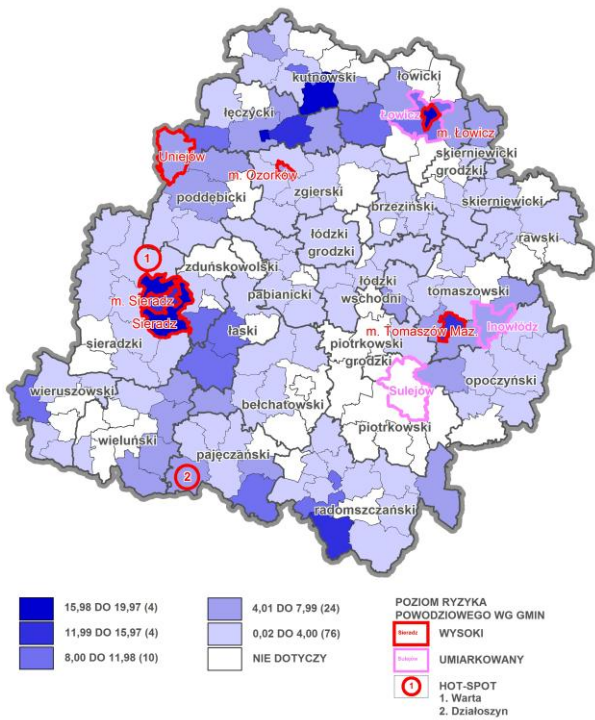 kutnowski
łowicki
łęczycki
Łowicz
m. Łowicz
Uniejów
m. Ozorków
skierniewicki
grodzki
zgierski
poddębicki
brzeziński
skierniewicki
łódzki
grodzki
rawski
1
zduńskowolski
łódzki
wschodni
tomaszowski
pabianicki
m. Sieradz
Sieradz
łaski
m. Tomaszów Maz.
Inowłódz
sieradzki
piotrkowski
grodzki
opoczyński
Sulejów
wieruszowski
bełchatowski
wieluński
piotrkowski
pajęczański
2
radomszczański
15,98 DO 19,97 (4)
11,99 DO 15,97 (4)
8,00 DO 11,98 (10)
4,01 DO 7,99 (24)
0,02 DO 4,00 (76)
NIE DOTYCZY
POZIOM RYZYKA
POWODZIOWEGO WG GMIN
Sieradz
WYSOKI
Sulejów
UMIARKOWANY
1
HOT-SPOT
1. Warta
2. Działoszyn